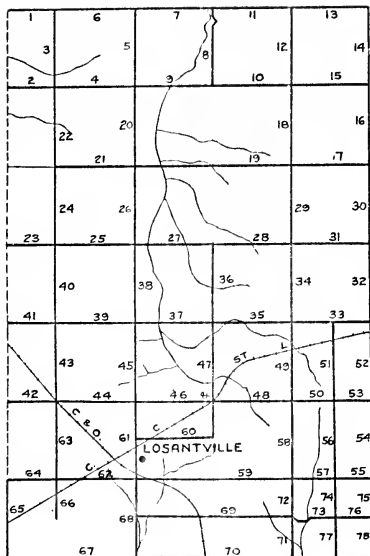 1 6 7 11 13
3 5 8 12 14
2 4 9 10 15
20 18 16
22
21 19 17
24 26 29 30
23 25 27 28 31
40 38 36 34 32
41 39 37 35 33
43 45 47 ST L. 49 51 52
42 44 46 48 50 53
C. & O. C.
63 61 60 58 56
LOSANTVILLE
64 C. 62 59 57 55
66 72 74 75
65 68 69 73 76
71 77 78
67 70